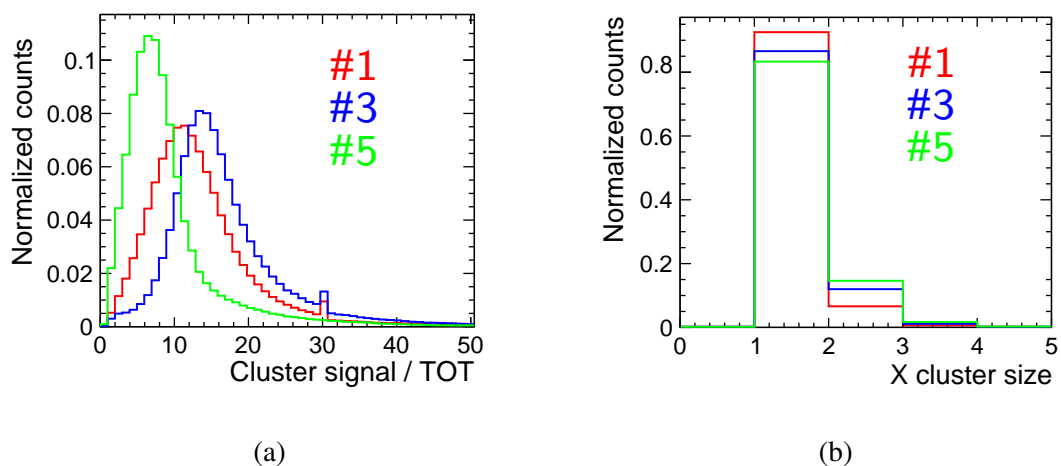 Normalized counts
0.1
0.08
0.06
0.04
0.02
0
#1
#3
#5
0 10 20 30 40 50
Cluster signal / TOT
(a)
Normalized counts
0.8
0.6
0.4
0.2
0
#1
#3
#5
0 1 2 3 4 5
X cluster size
(b)